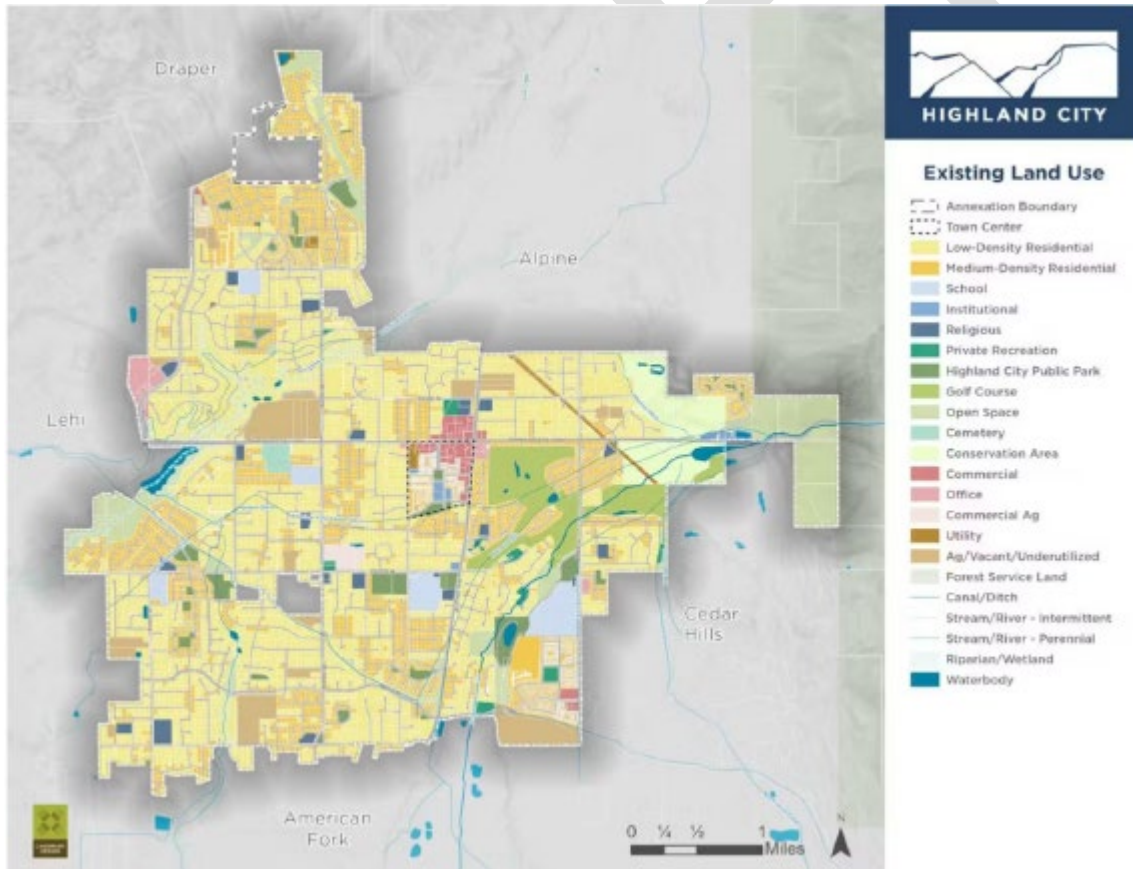 Draper
Alpine
Lehi
Cedar
Hills
American
Fork
0 ¼ ½ 1
Miles
N
HIGHLAND CITY
Existing Land Use
Annexation Boundary
Town Center
Low-Density Residential
Medium-Density Residential
School
Institutional
Religious
Private Recreation
Highland City Public Park
Golf Course
Open Space
Cemetery
Conservation Area
Commercial
Office
Commercial Ag
Utility
Ag/Vacant/Underutilized
Forest Service Land
Canal/Ditch
Stream/River - Intermittent
Stream/River - Perennial
Riparian/Wetland
Waterbody